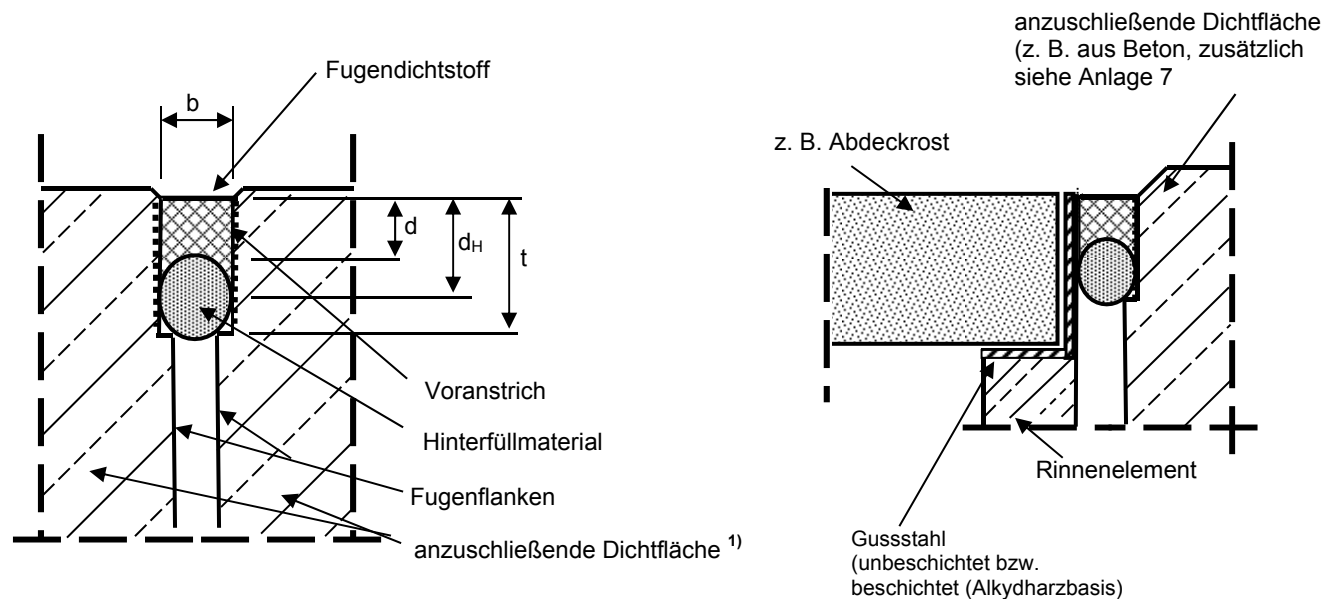 Fugendichtstoff
b
d
dH
t
Voranstrich
Hinterfüllmaterial
Fugenflanken
anzuschließende Dichtfläche 1)
anzuschließende Dichtfläche
(z. B. aus Beton, zusätzlich
siehe Anlage 7
z. B. Abdeckrost
Rinnenelement
Gussstahl
(unbeschichtet bzw.
beschichtet (Alkydharzbasis)